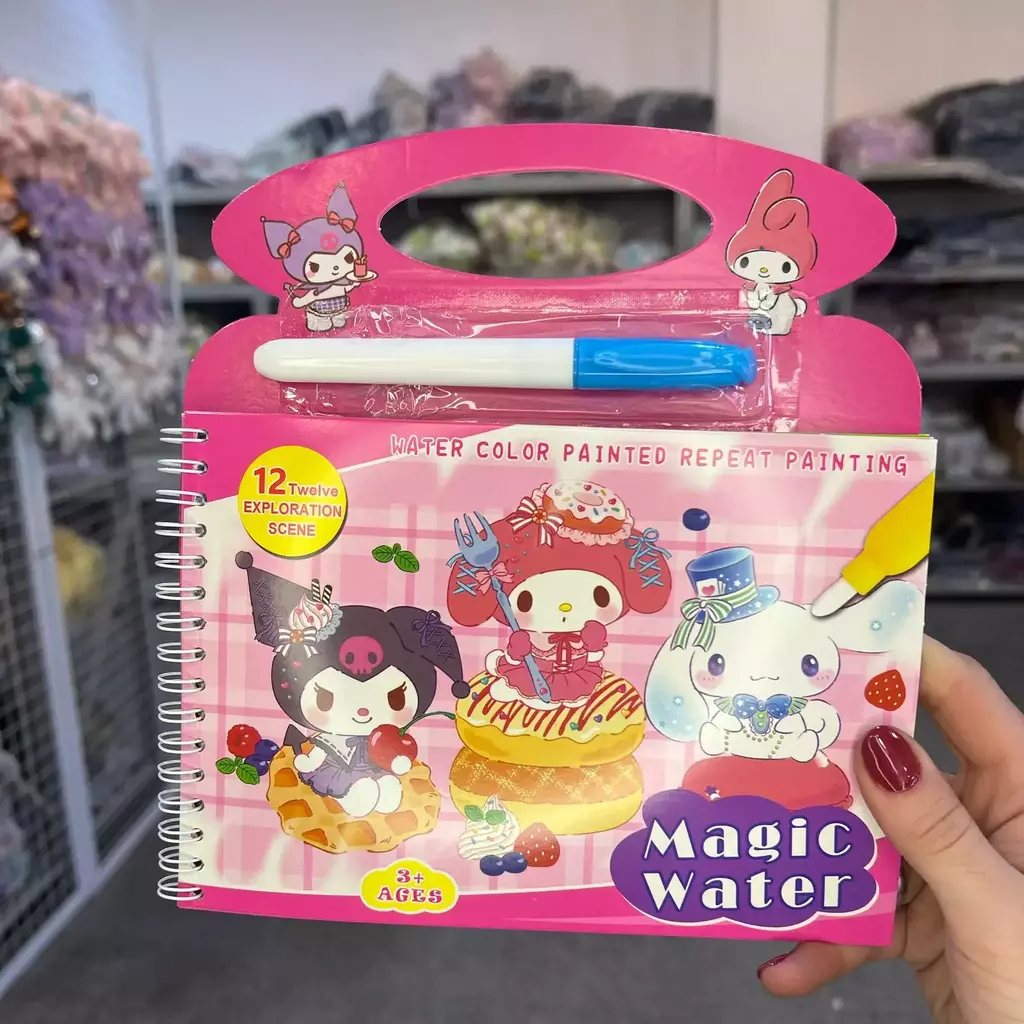 WATER COLOR PAINTED REPEAT PAINTING
12 Twelve
EXPLORATION
SCENE
3+
AGES
Magic
Water